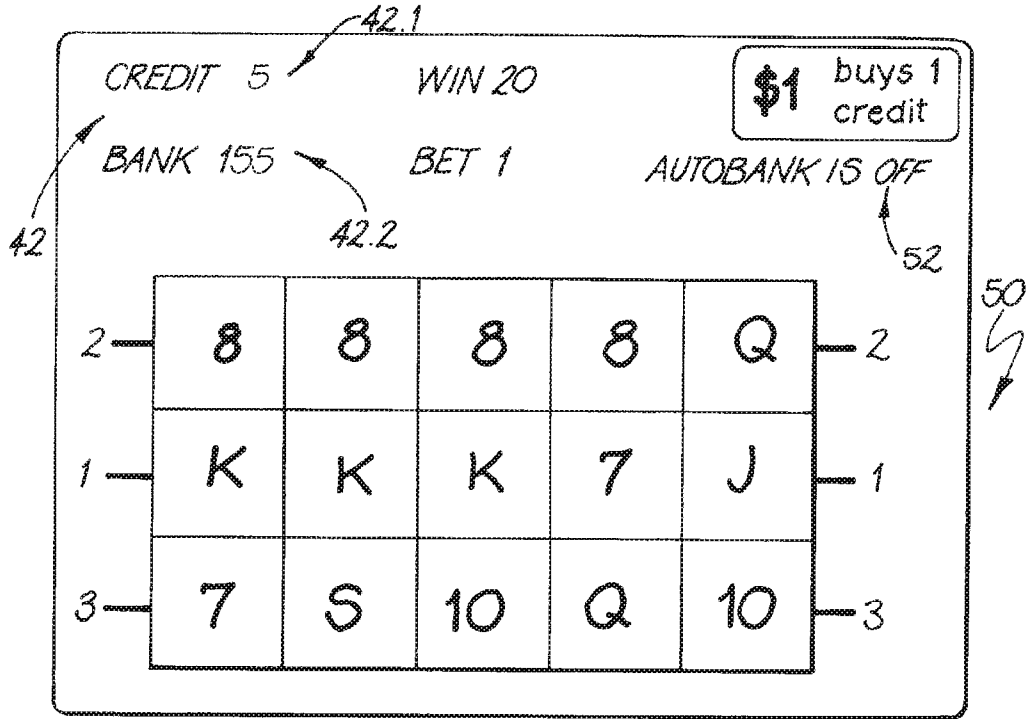 42.1
CREDIT 5 WIN 20 $1 buys 1
credit
BANK 155 BET 1 AUTOBANK IS OFF
42 42.2 52
50
2 8 8 8 8 Q 2
1 K K K 7 J 1
3 7 S 10 Q 10 3